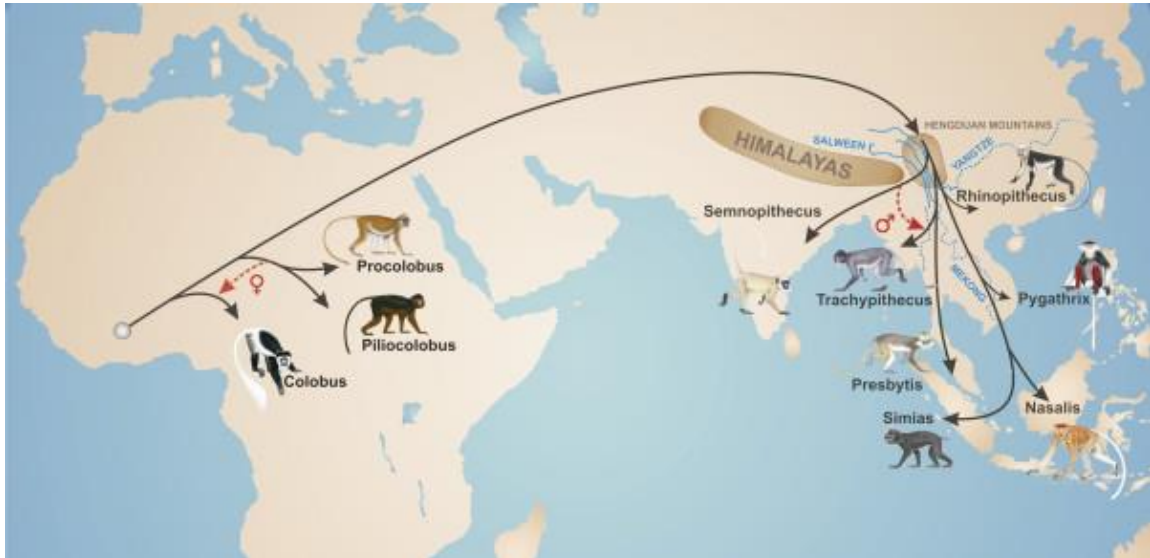 HENGDUAN MOUNTAINS
SALWEEN
HIMALAYAS
YANGTZE
Rhinopithecus
Semnopithecus
♂
Procolobus
♀
Trachypithecus
MEKONG
Pygathrix
Piliocolobus
Colobus
Presbytis
Nasalis
Simias